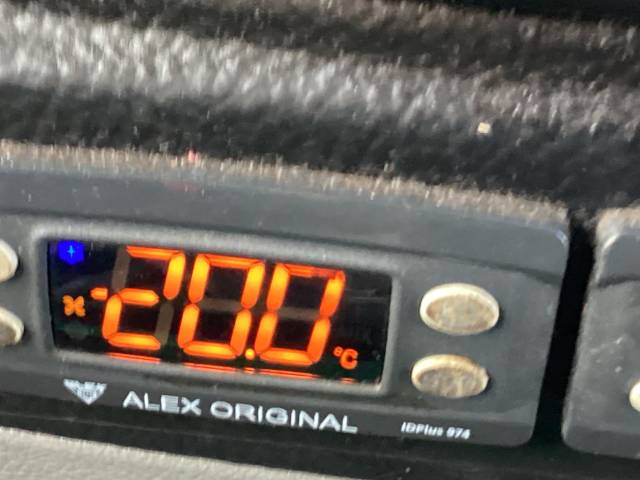 -20.0 °C
ALEX ORIGINAL
IDPlus 974